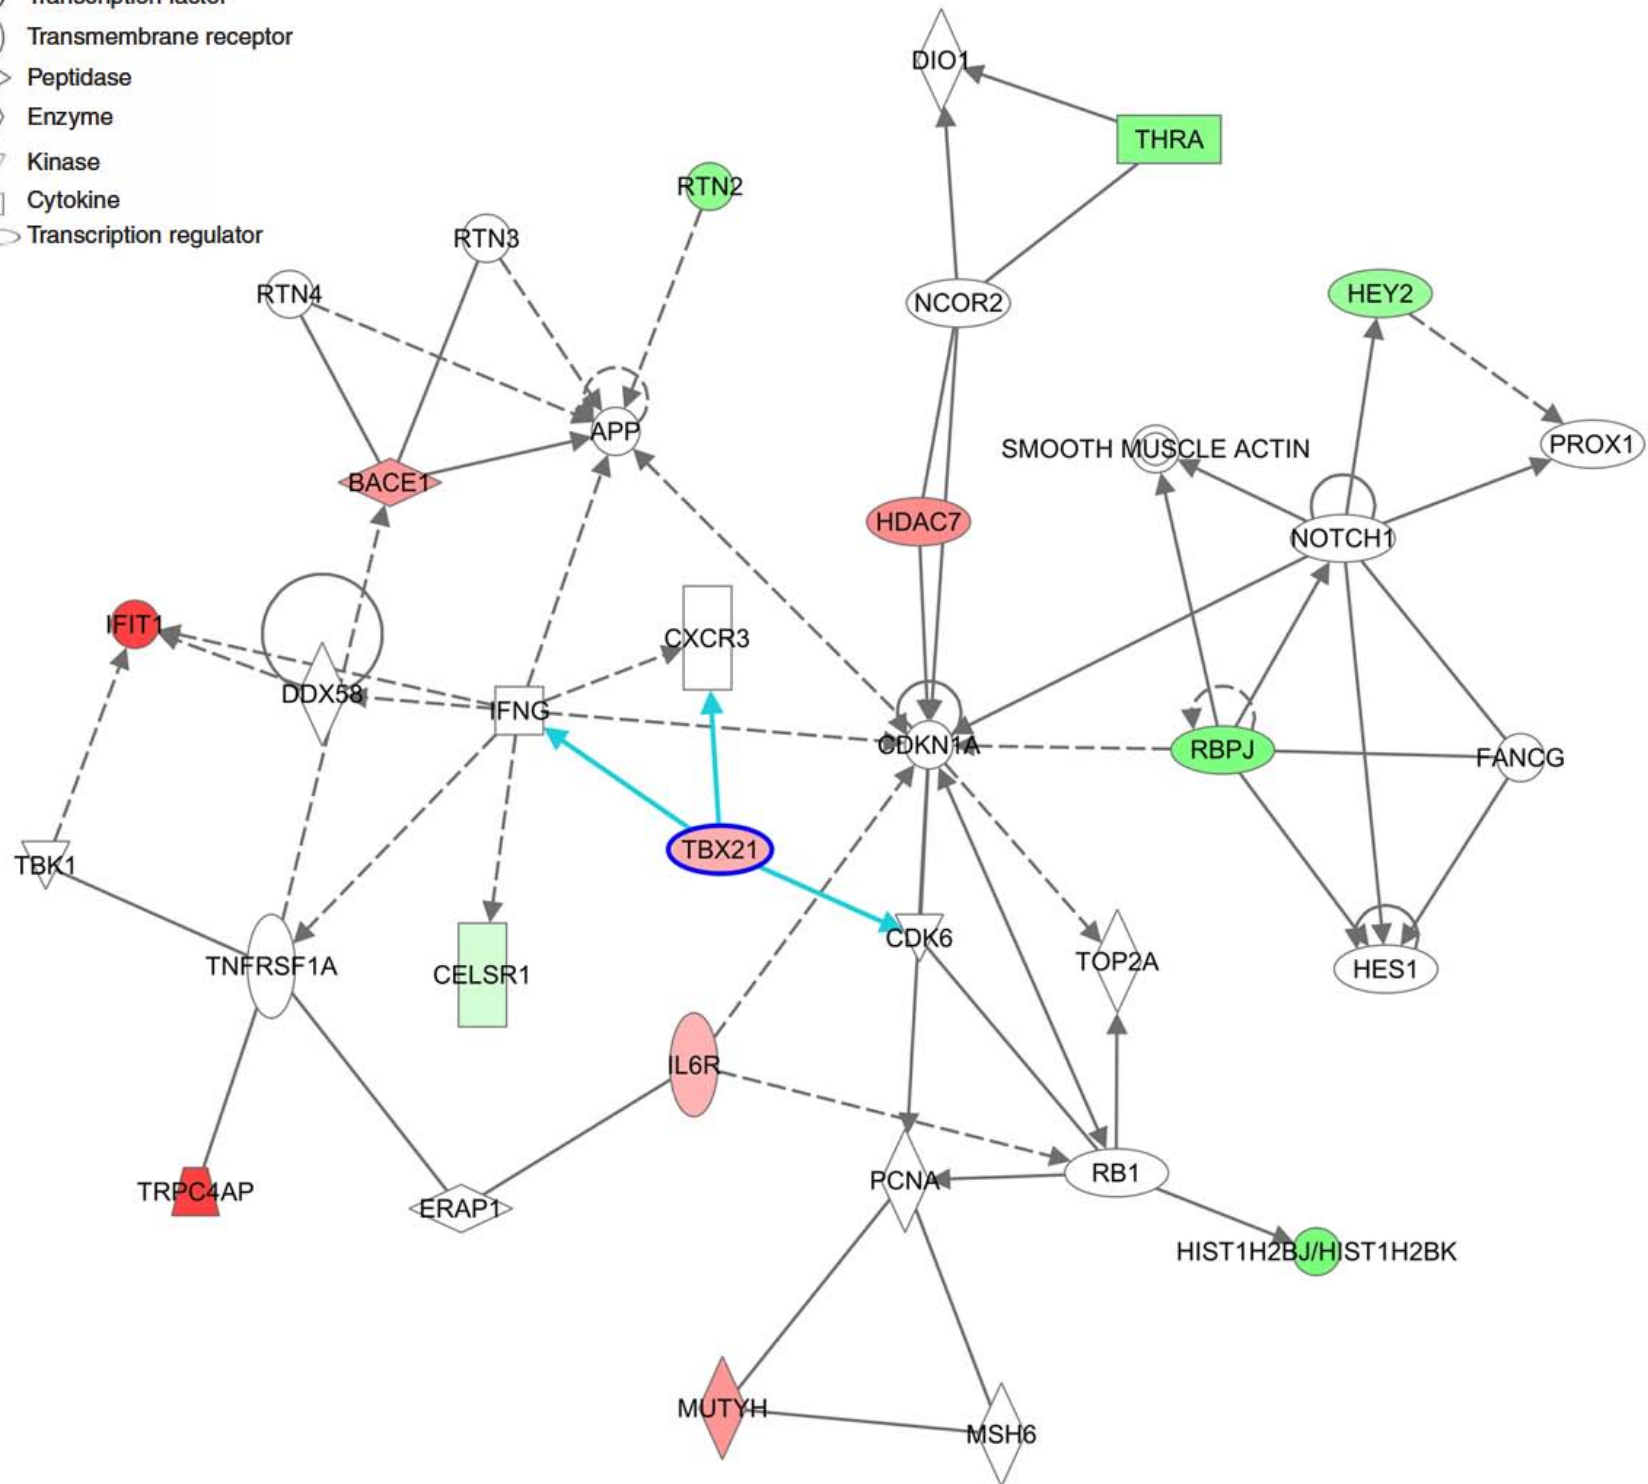 Transcription factor
Transmembrane receptor
Peptidase
Enzyme
Kinase
Cytokine
Transcription regulator
DIO1
THRA
RTN2
RTN3
RTN4
NCOR2
HEY2
APP
SMOOTH MUSCLE ACTIN
PROX1
BACE1
HDAC7
NOTCH1
IFIT1
CXCR3
DDX58
IFNG
CDKN1A
RBPJ
FANCG
TBX21
TBK1
CDK6
TNFRSF1A
CELSR1
TOP2A
HES1
IL6R
PCNA
RB1
TRPC4AP
ERAP1
HIST1H2BJ/HIST1H2BK
MUTYH
MSH6